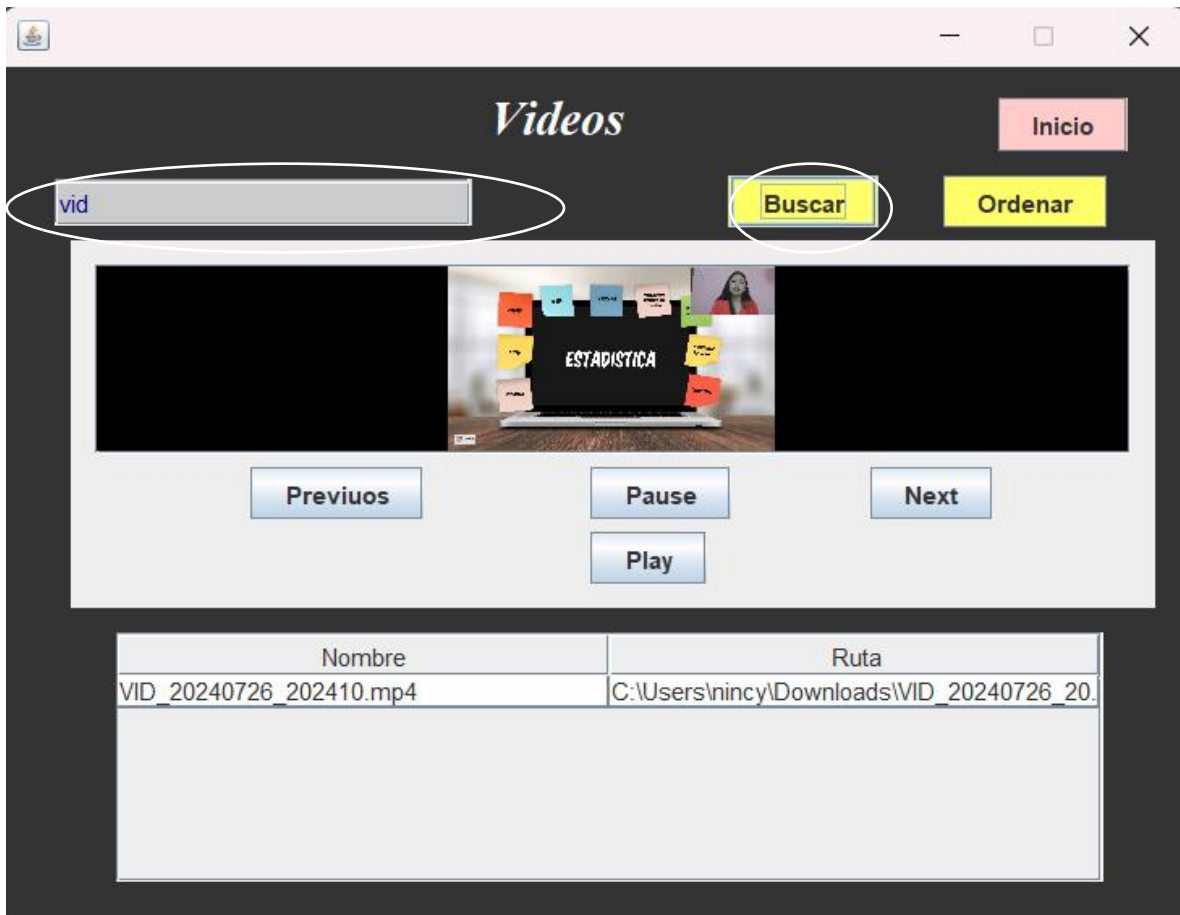 Videos
Inicio
vid
Buscar
Ordenar
ESTADISTICA
Previuos
Pause
Next
Play
Nombre
Ruta
VID_20240726_202410.mp4
C:\Users\nincy\Downloads\VID_20240726_20.